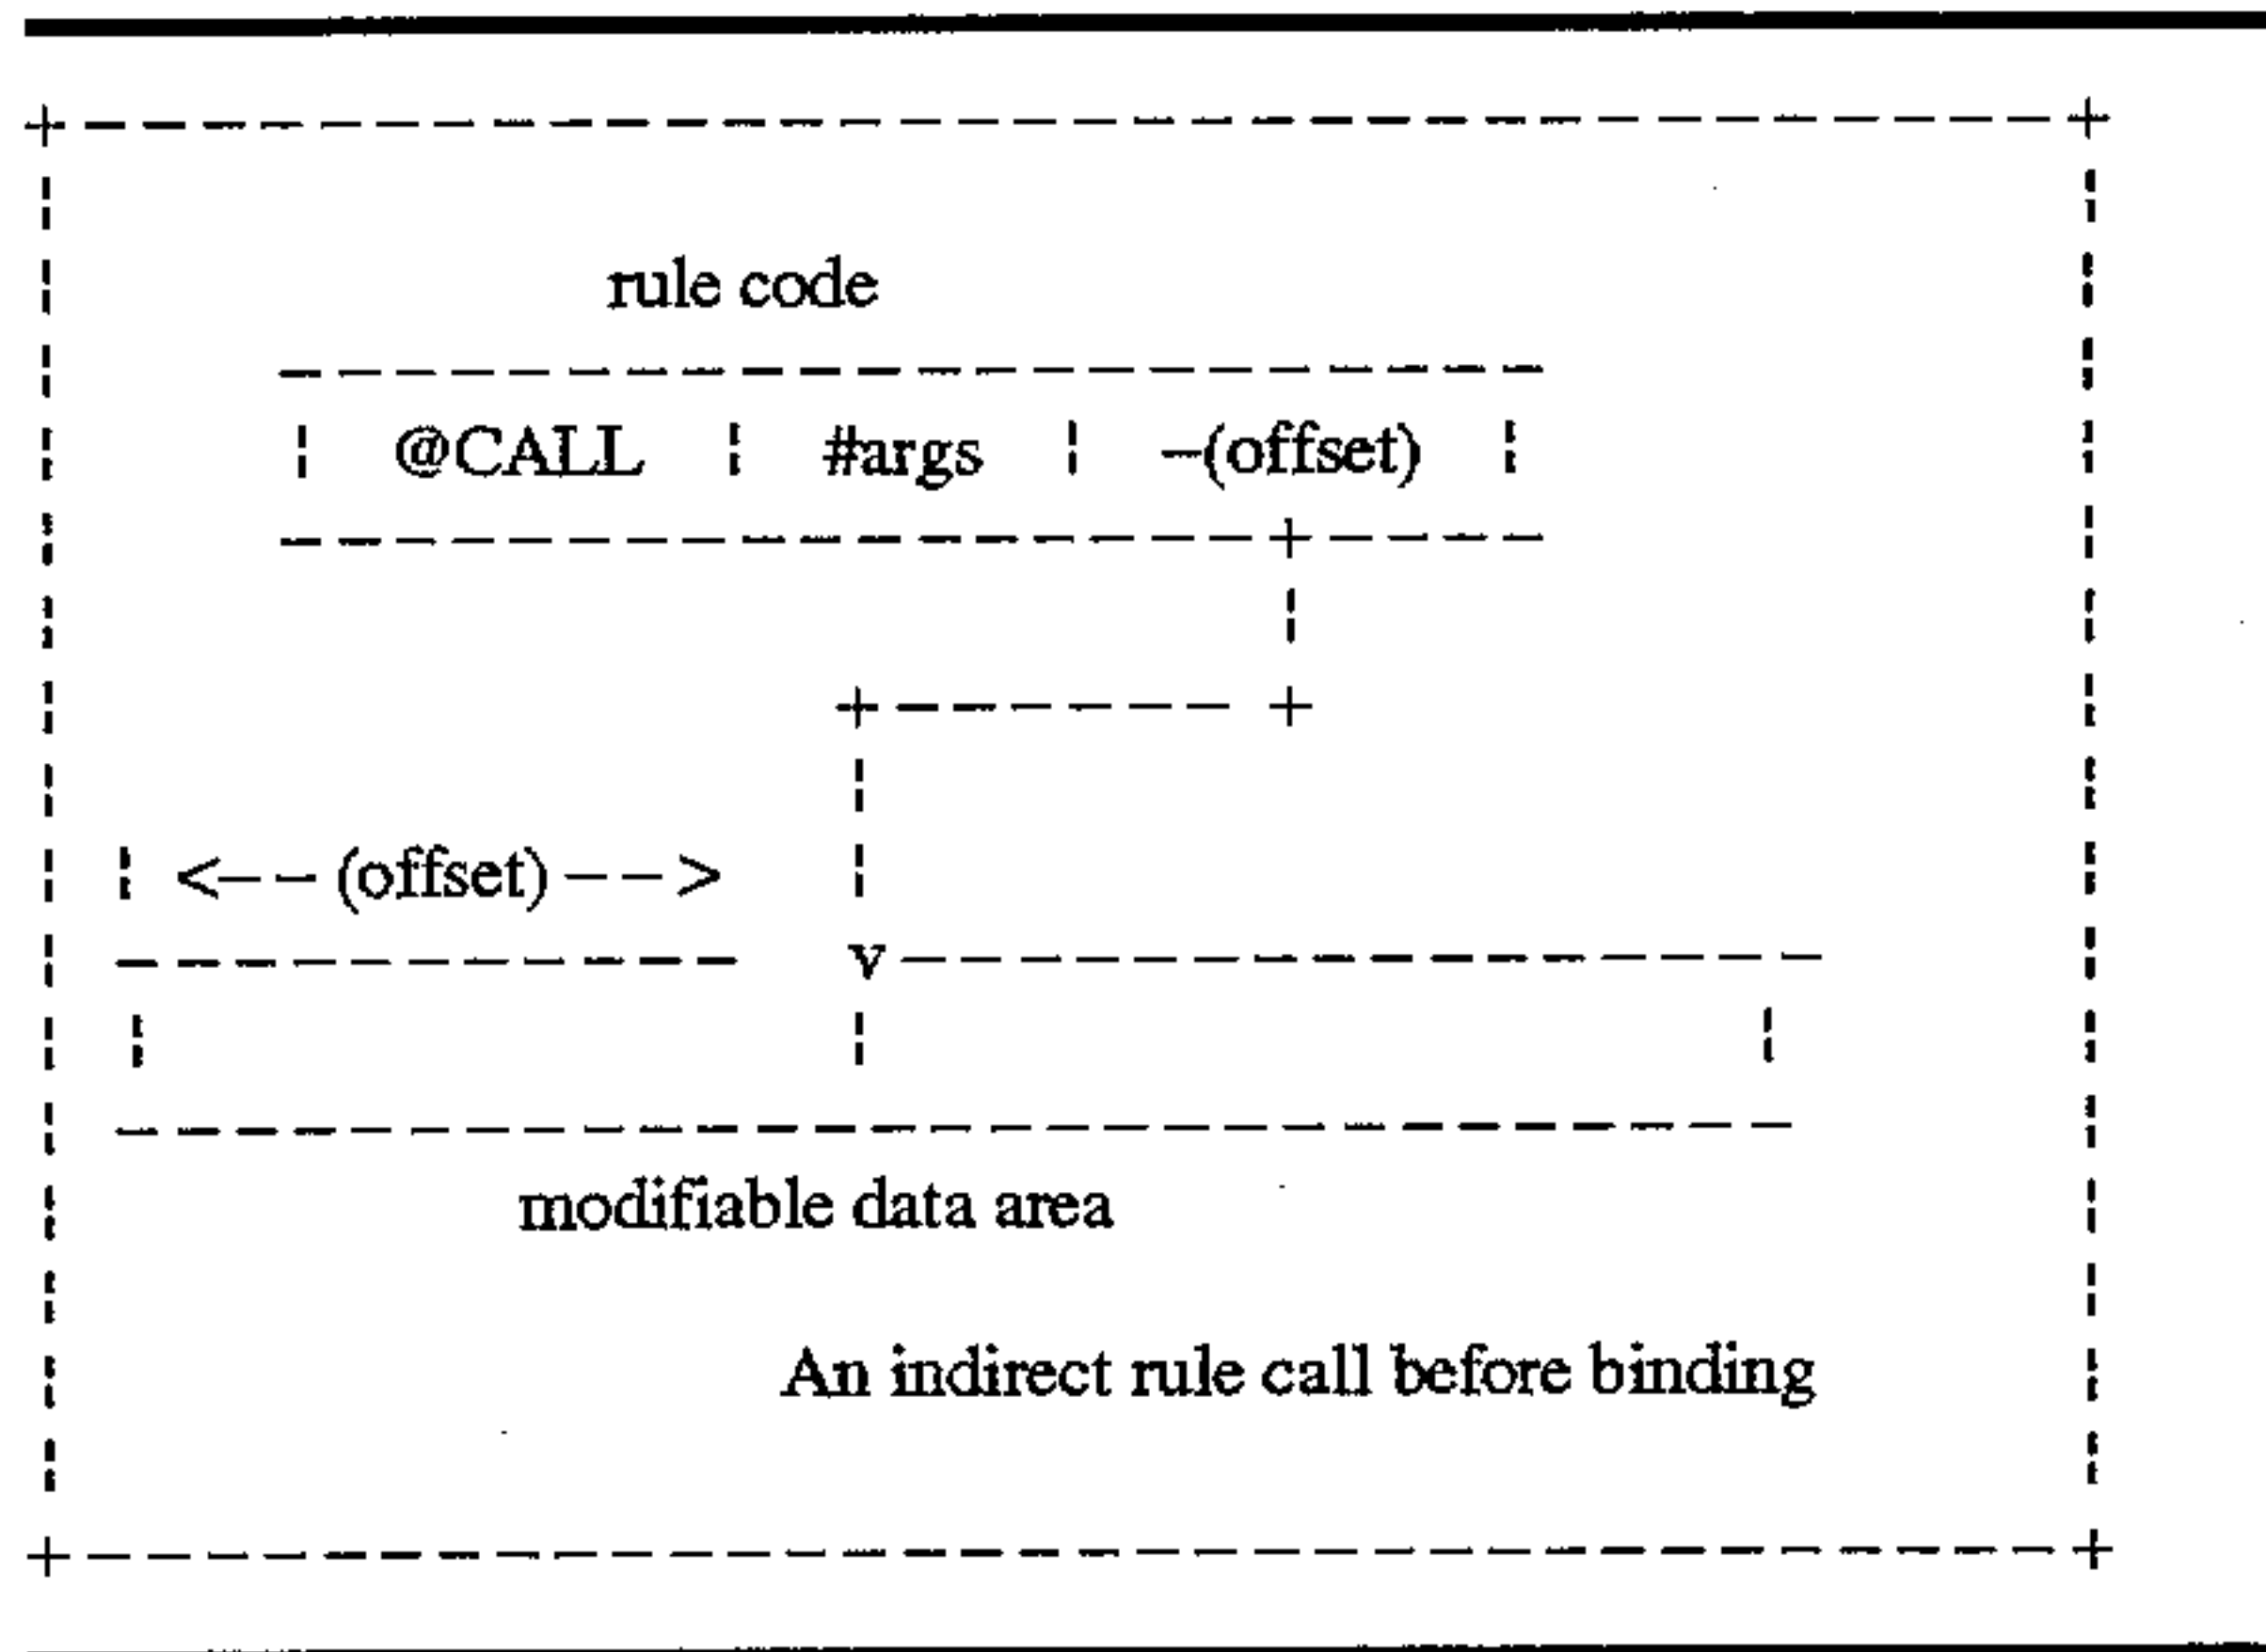 rule code
@CALL | #args | –(offset) |
<-- (offset) -->
v
modifiable data area
An indirect rule call before binding